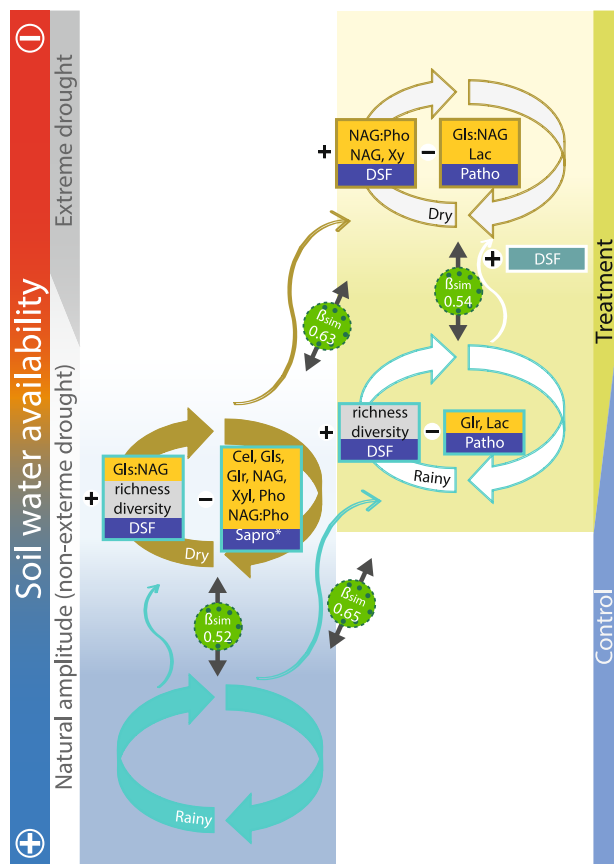 Soil water availability
Extreme drought
Natural amplitude (non-exterme drought)
Treatment
Control
+
NAG:Pho
NAG, Xy
DSF
−
Gls:NAG
Lac
Patho
Dry
ßsim
0.63
ßsim
0.54
+
DSF
+
richness
diversity
DSF
−
Glr, Lac
Patho
Rainy
+
Gls:NAG
richness
diversity
DSF
−
Cel, Gls,
Glr, NAG,
Xyl, Pho
NAG:Pho
Sapro*
Dry
ßsim
0.52
ßsim
0.65
Rainy